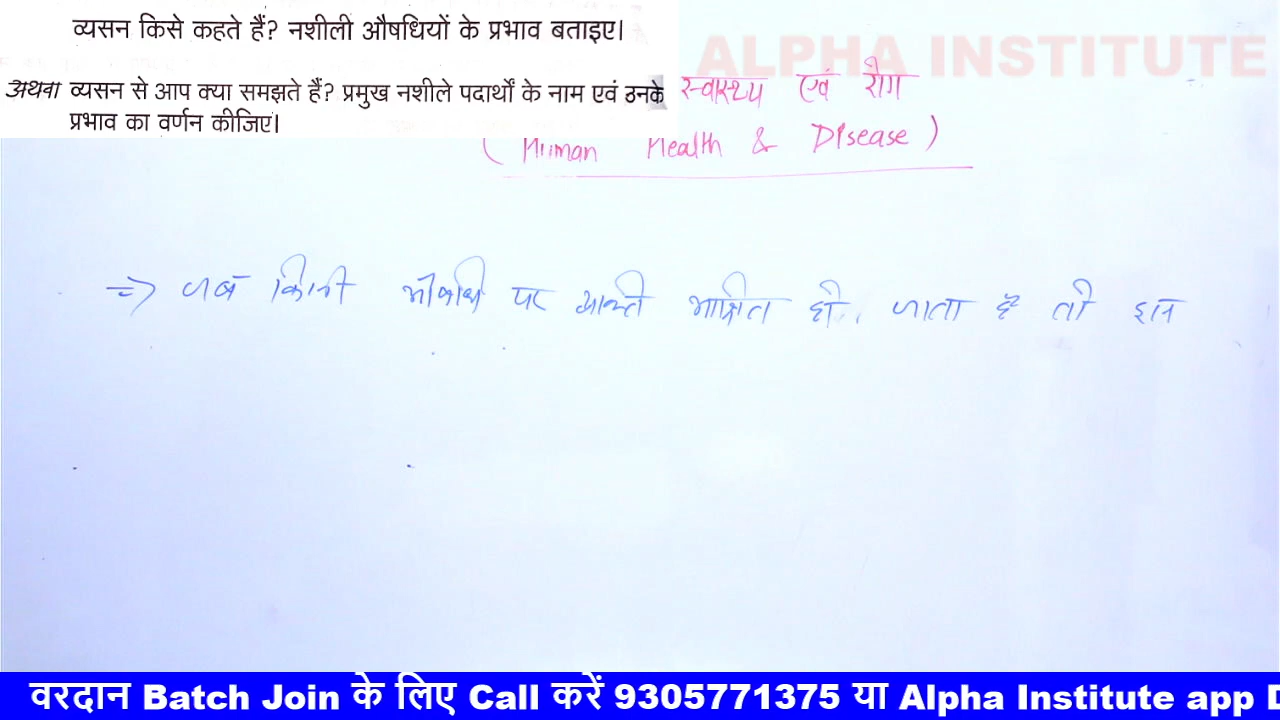 व्यसन किसे कहते हैं? नशीली औषधियों के प्रभाव बताइए।
ALPHA INSTITUTE
अथवा व्यसन से आप क्या समझते हैं? प्रमुख नशीले पदार्थों के नाम एवं उनके
प्रभाव का वर्णन कीजिए।
स्वास्थ्य एवं रोग
( Human Health & Disease )
=> जब किसी औषधि पर व्यक्ति आश्रित हो जाता है तो इस
वरदान Batch Join के लिए Call करें 9305771375 या Alpha Institute app D